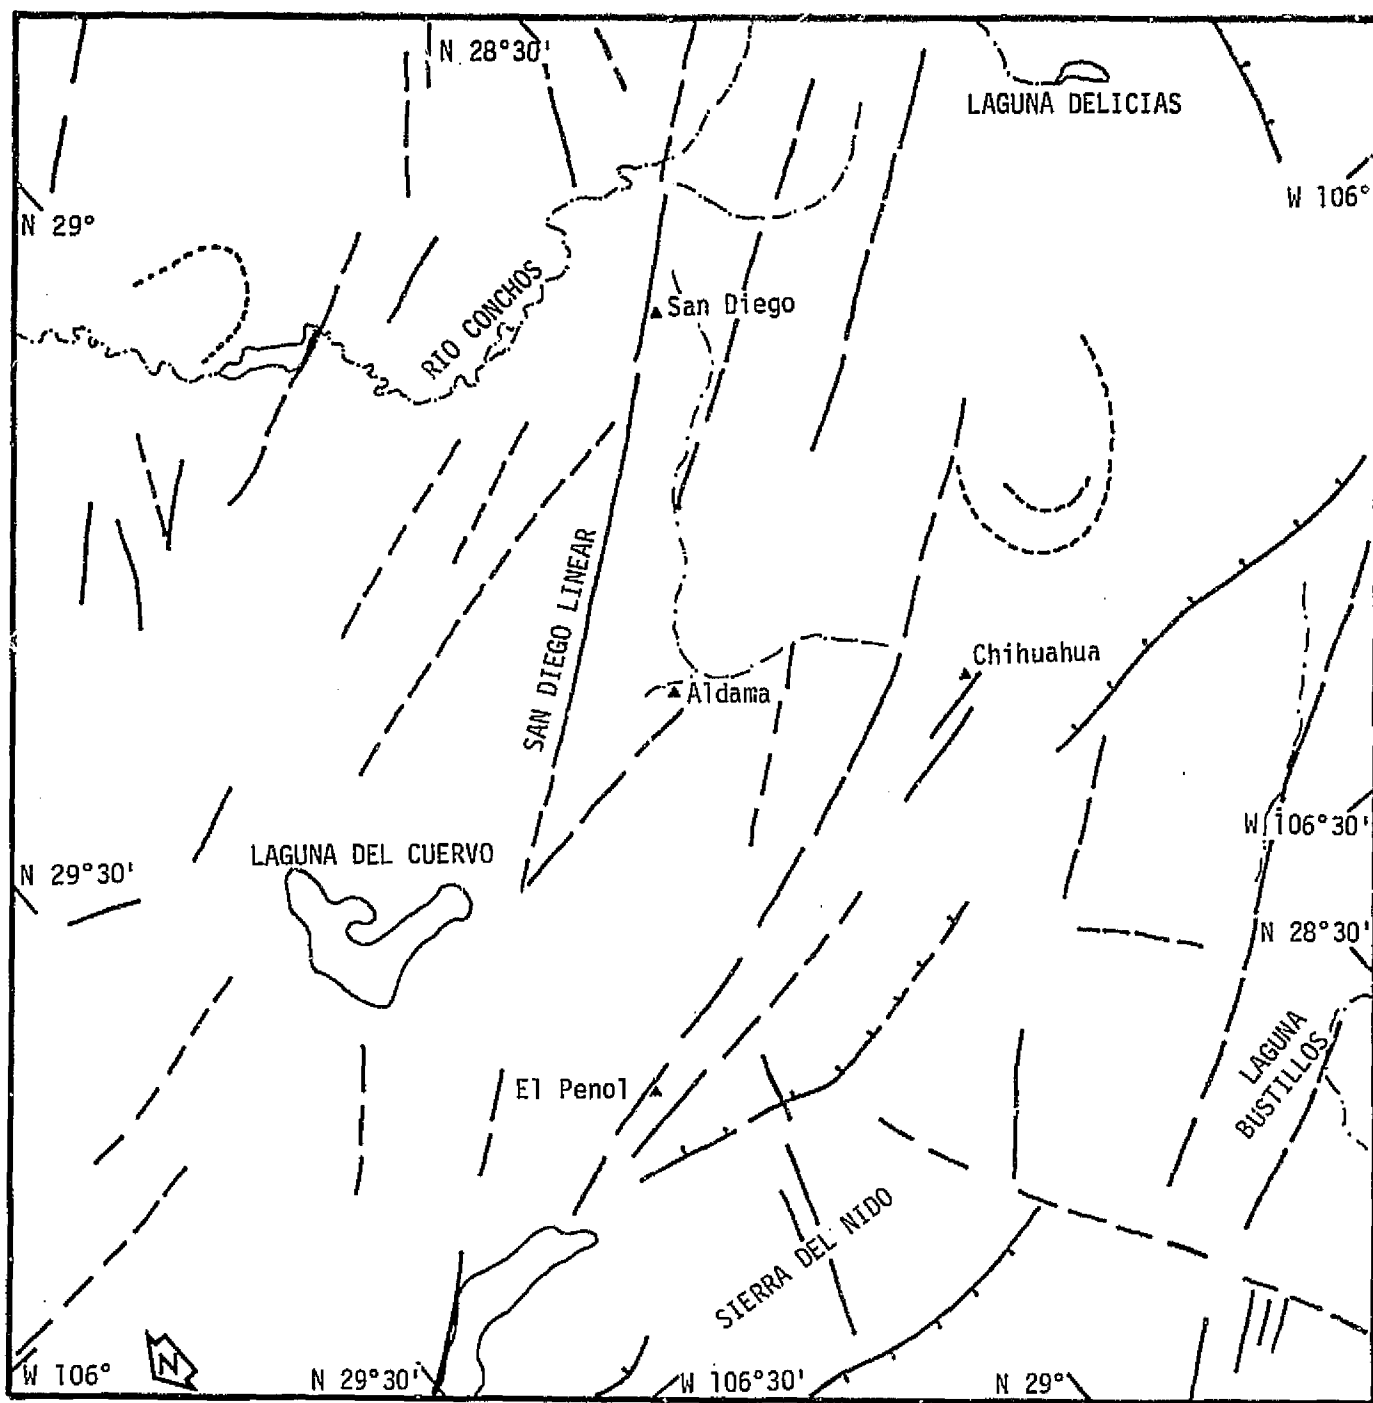 N 28°30'
LAGUNA DELICIAS
W 106°
N 29°
RIO CONCHOS
San Diego
SAN DIEGO LINEAR
Chihuahua
Aldama
W 106°30'
LAGUNA DEL CUERVO
N 29°30'
N 28°30'
LAGUNA
BUSTILLOS
El Penol
SIERRA DEL NIDO
N
W 106°
N 29°30'
W 106°30'
N 29°